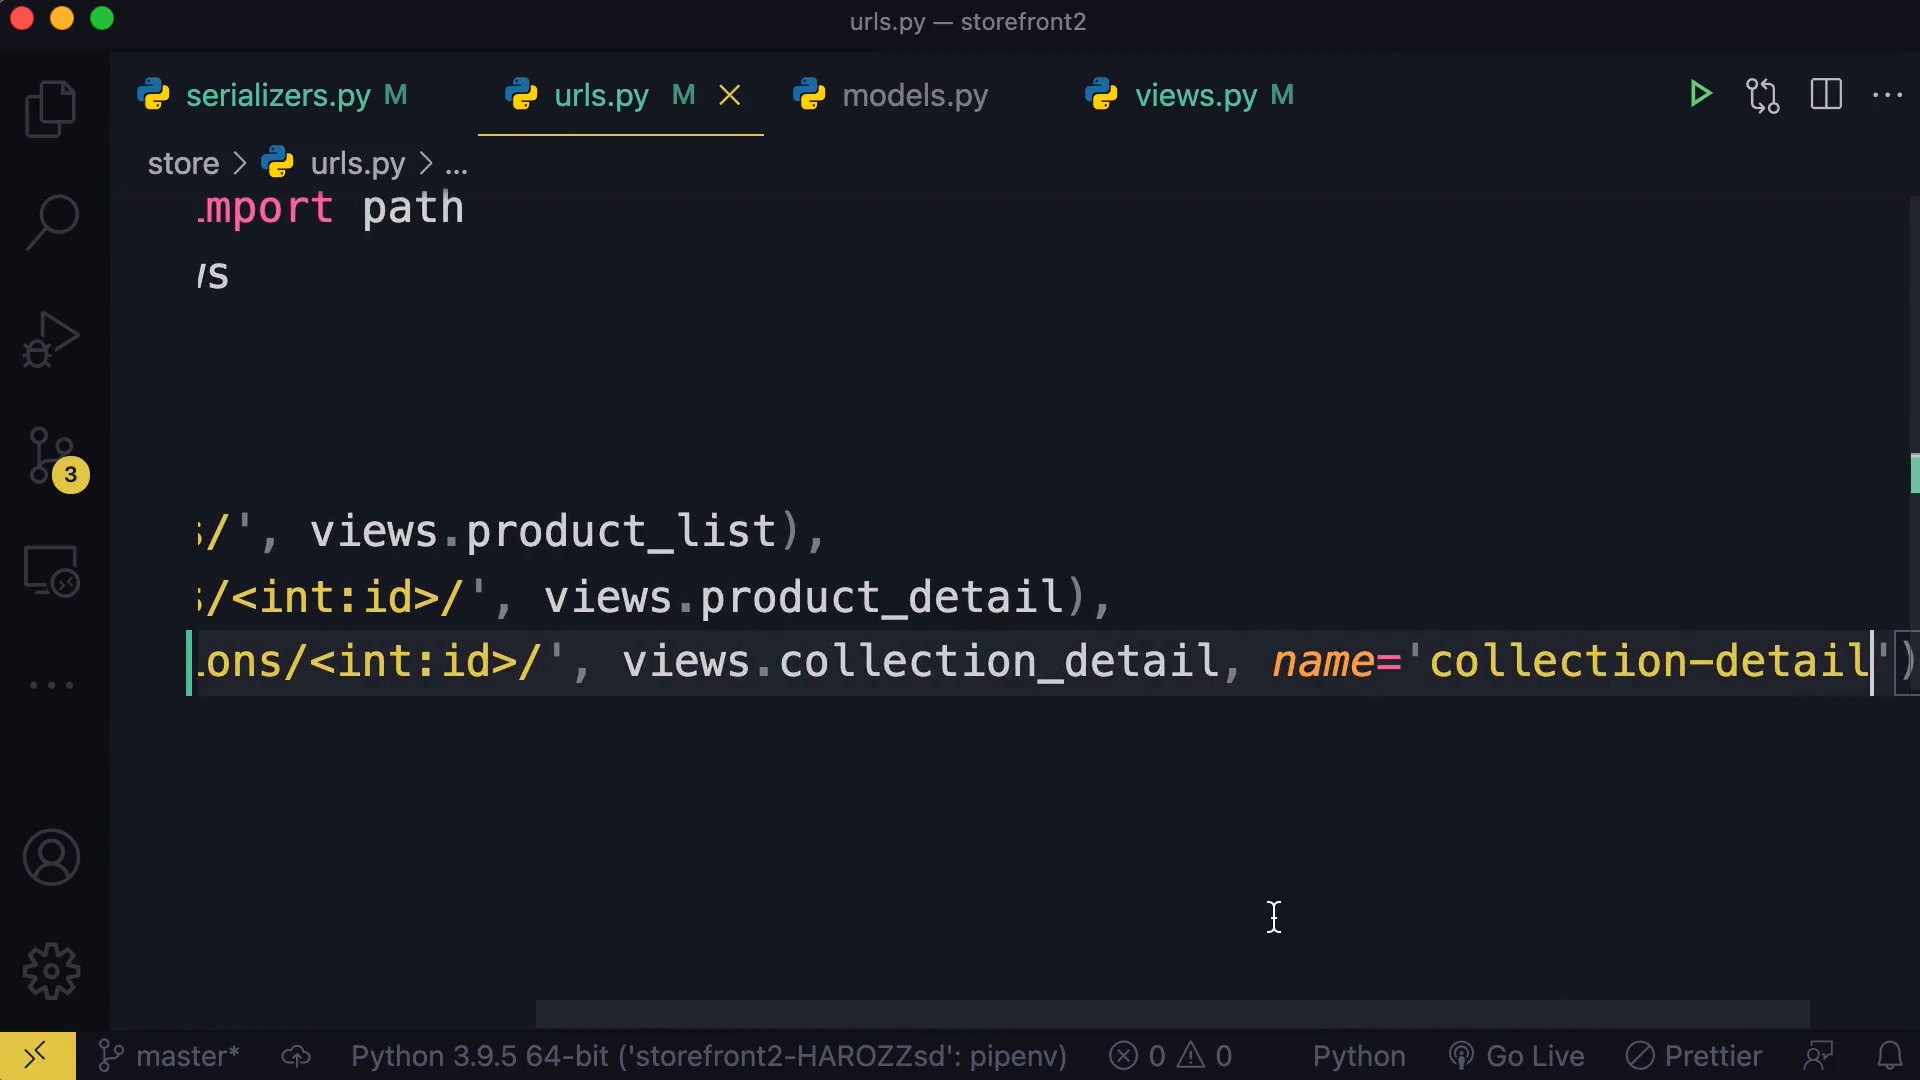 urls.py — storefront2
serializers.py M
urls.py M
models.py
views.py M
store > urls.py > ...
mport path
s
/', views.product_list),
/<int:id>/', views.product_detail),
ons/<int:id>/', views.collection_detail, name='collection-detail')
3
master*
Python 3.9.5 64-bit ('storefront2-HAROZZsd': pipenv)
0
0
Python
Go Live
Prettier